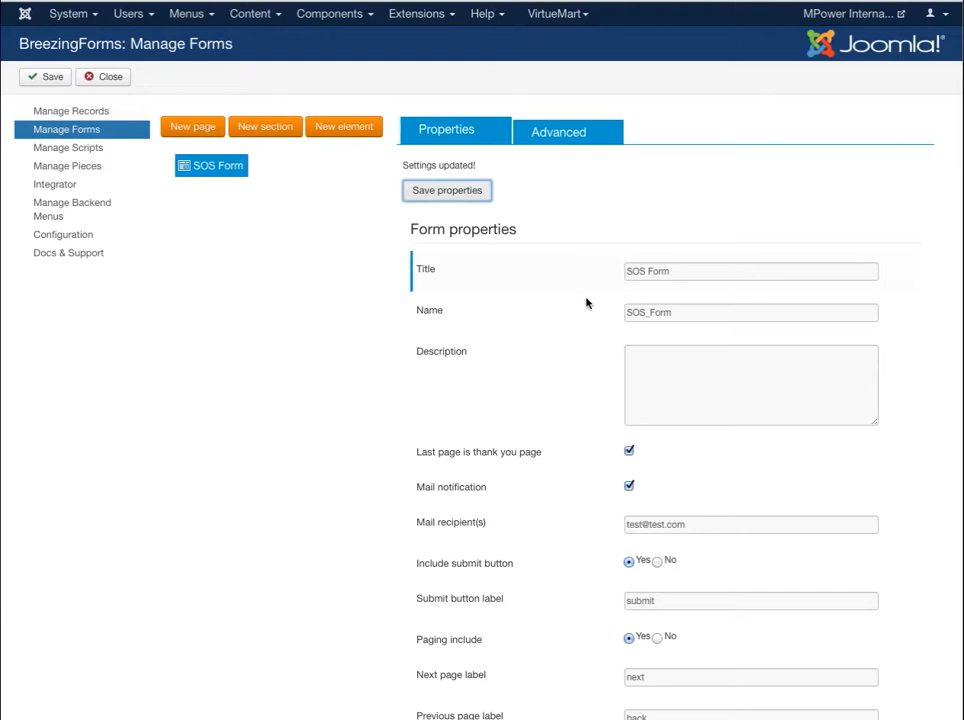 System Users Menus Content Components Extensions Help VirtueMart MPower Interna...
BreezingForms: Manage Forms
Joomla!®
Save Close
Manage Records
Manage Forms
Manage Scripts
Manage Pieces
Integrator
Manage Backend
Menus
Configuration
Docs & Support
New page New section New element
SOS Form
Properties Advanced
Settings updated!
Save properties
Form properties
Title SOS Form
Name SOS_Form
Description
Last page is thank you page
Mail notification
Mail recipient(s) test@test.com
Include submit button Yes No
Submit button label submit
Paging include Yes No
Next page label next
Previous page label back